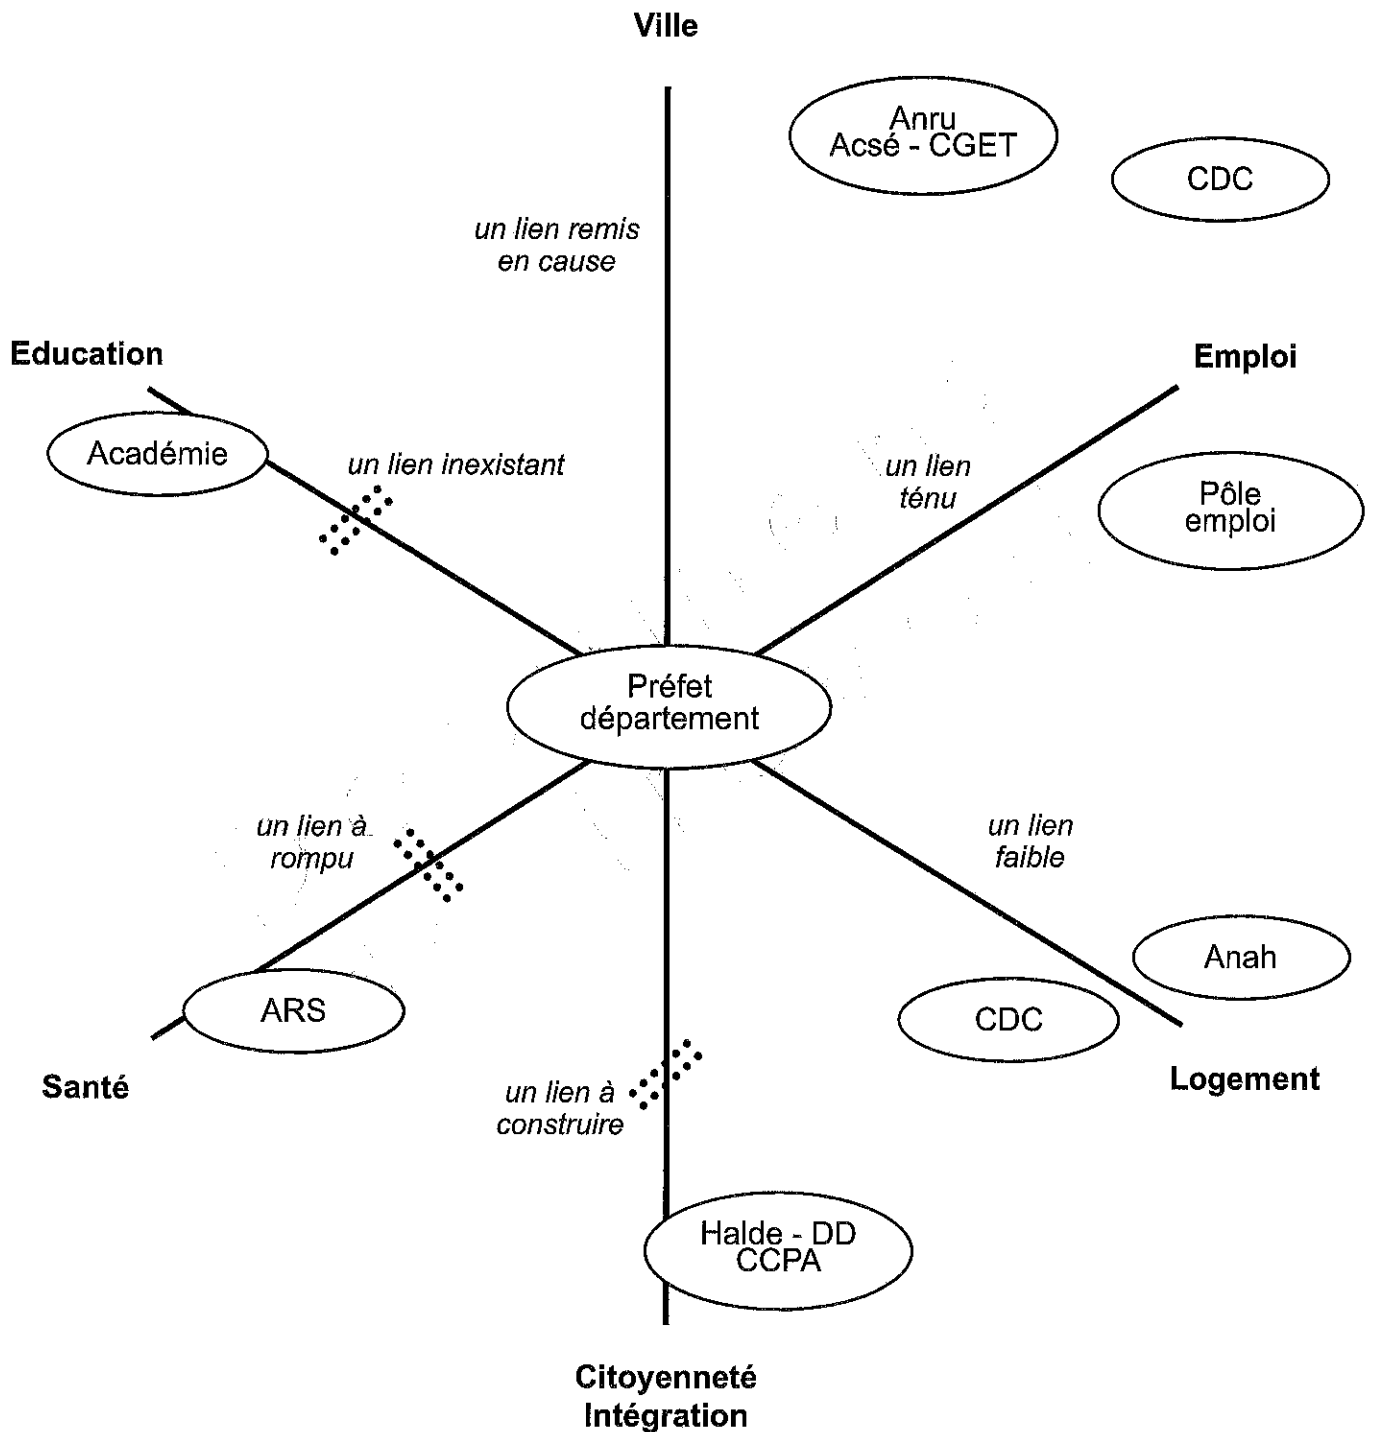 Ville
Anru
Acsé - CGET
CDC
un lien remis
en cause
Education
Emploi
Académie
un lien inexistant
un lien
ténu
Pôle
emploi
Préfet
département
un lien à
rompu
un lien
faible
Anah
ARS
CDC
Santé
Logement
un lien à
construire
Halde - DD
CCPA
Citoyenneté
Intégration